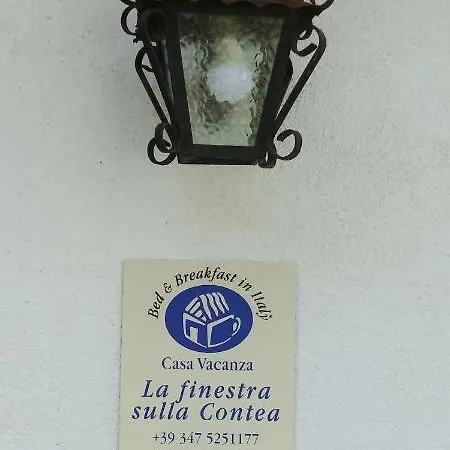 Bed & Breakfast in Italy
Casa Vacanza
La finestra
sulla Contea
+39 347 5251177